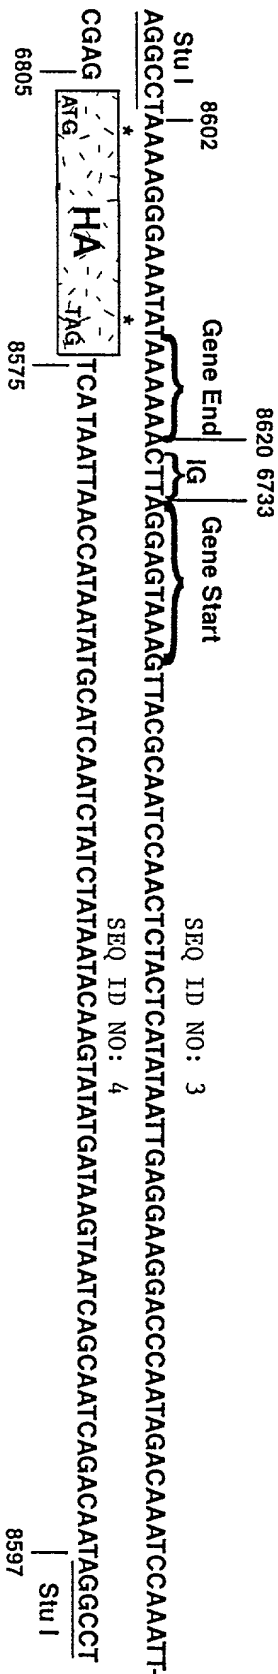 8620 6733
8602 Gene End IG Gene Start
Stu I SEQ ID NO: 3
AGGCCTAAAAGGGAAATATAAAAAACTTAGGAGTAAAGTTACGCAATCCAACTCTACTCATATAATTGAGGAAGGACCCAATAGACAAATCCAAATT-
* * SEQ ID NO: 4
CGAG ATG HA TAG TCATAATTAACCATAATATGCATCAATCTATCTATAATACAAGTATATGATAAGTAATCAGCAATCAGACAATAGGCCT
6805 8575 8597 Stu I